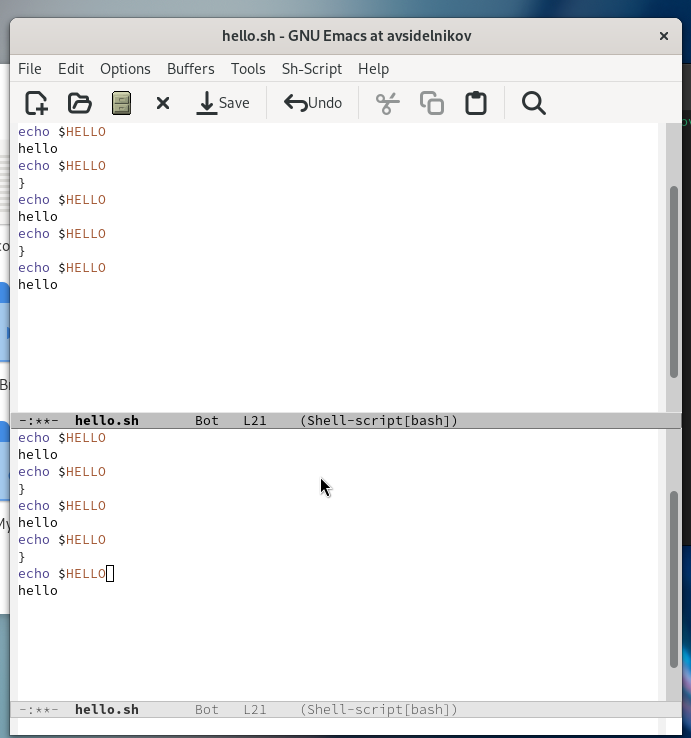 hello.sh - GNU Emacs at avsidelnikov
File Edit Options Buffers Tools Sh-Script Help
Save Undo
echo $HELLO
hello
echo $HELLO
}
echo $HELLO
hello
echo $HELLO
}
echo $HELLO
hello
-:**- hello.sh Bot L21 (Shell-script[bash])
echo $HELLO
hello
echo $HELLO
}
echo $HELLO
hello
echo $HELLO
}
echo $HELLO
hello
-:**- hello.sh Bot L21 (Shell-script[bash])